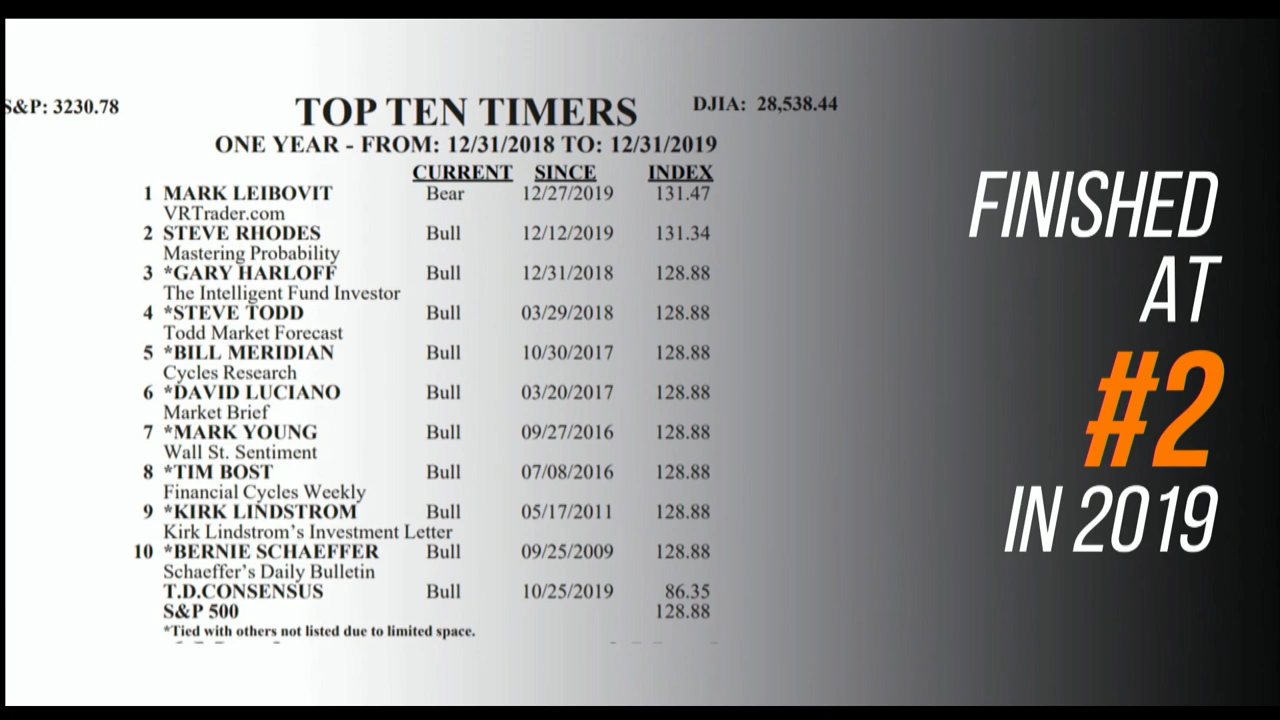 S&P: 3230.78
TOP TEN TIMERS
DJIA: 28,538.44
ONE YEAR - FROM: 12/31/2018 TO: 12/31/2019
CURRENT SINCE INDEX
1 MARK LEIBOVIT Bear 12/27/2019 131.47
VRTrader.com
2 STEVE RHODES Bull 12/12/2019 131.34
Mastering Probability
3 *GARY HARLOFF Bull 12/31/2018 128.88
The Intelligent Fund Investor
4 *STEVE TODD Bull 03/29/2018 128.88
Todd Market Forecast
5 *BILL MERIDIAN Bull 10/30/2017 128.88
Cycles Research
6 *DAVID LUCIANO Bull 03/20/2017 128.88
Market Brief
7 *MARK YOUNG Bull 09/27/2016 128.88
Wall St. Sentiment
8 *TIM BOST Bull 07/08/2016 128.88
Financial Cycles Weekly
9 *KIRK LINDSTROM Bull 05/17/2011 128.88
Kirk Lindstrom's Investment Letter
10 *BERNIE SCHAEFFER Bull 09/25/2009 128.88
Schaeffer's Daily Bulletin
T.D.CONSENSUS Bull 10/25/2019 86.35
S&P 500 128.88
*Tied with others not listed due to limited space.
FINISHED
AT
#2
IN 2019